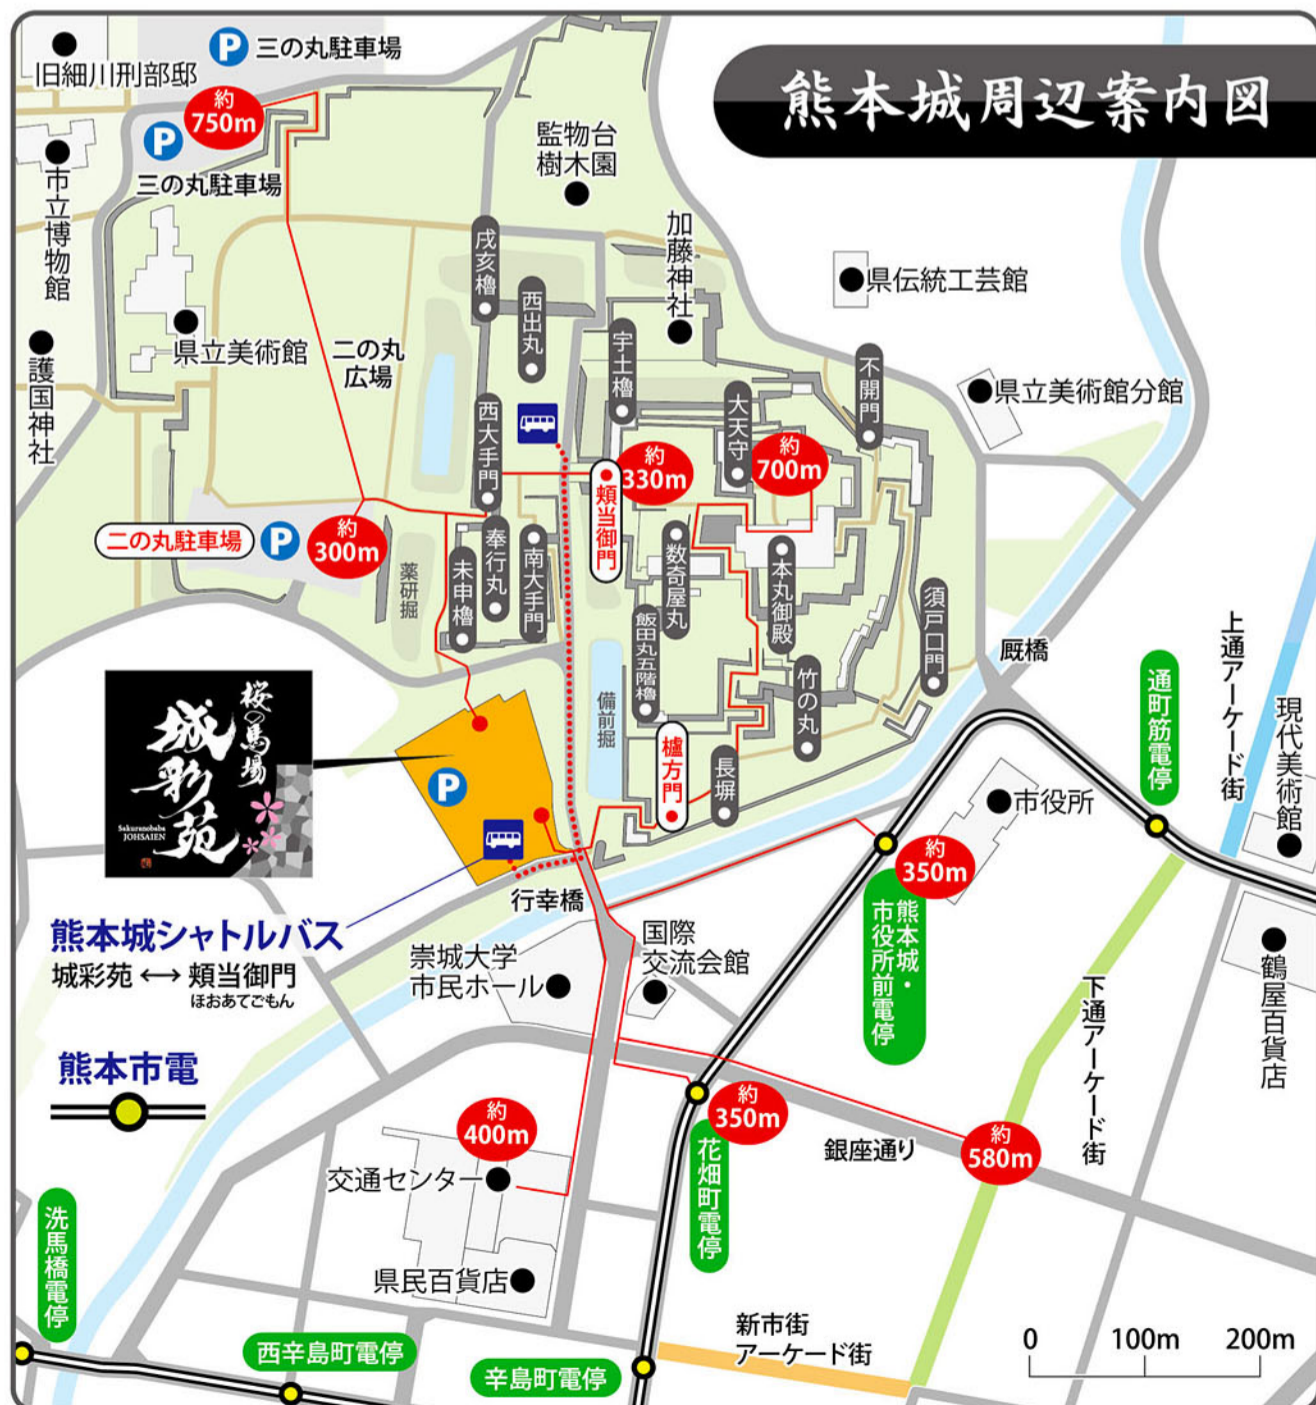 熊本城周辺案内図
旧細川刑部邸
P
三の丸駐車場
約
750m
P
三の丸駐車場
市立博物館
護国神社
県立美術館
二の丸
広場
監物台
樹木園
加藤神社
県伝統工芸館
県立美術館分館
戌亥櫓
西出丸
宇土櫓
大天守
不開門
西大手門
約
330m
約
700m
頬当御門
二の丸駐車場
P
約
300m
薬研掘
未申櫓
奉行丸
南大手門
数奇屋丸
本丸御殿
飯田丸五階櫓
須戸口門
竹の丸
備前掘
櫨方門
長塀
厩橋
通町筋電停
上通アーケード街
現代美術館
桜の馬場
城彩苑
Sakuranobaba
JOHSAIEN
P
行幸橋
市役所
約
350m
熊本城・
市役所前電停
熊本城シャトルバス
城彩苑 ↔ 頬当御門
ほおあてごもん
崇城大学
市民ホール
国際
交流会館
鶴屋百貨店
下通アーケード街
熊本市電
約
400m
交通センター
約
350m
花畑町電停
銀座通り
約
580m
県民百貨店
洗馬橋電停
西辛島町電停
辛島町電停
新市街
アーケード街
0 100m 200m